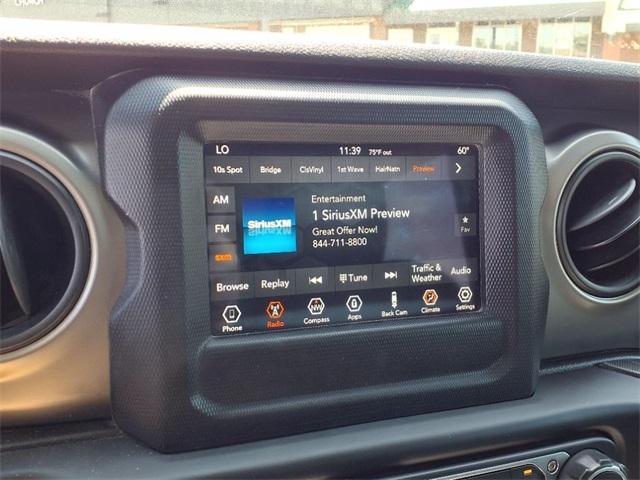 CHURCH
LO 11:39 75°F out 60°
10s Spot Bridge ClsVinyl 1st Wave HairNatn Preview
AM
FM
sxm
SiriusXM
Entertainment
1 SiriusXM Preview
Great Offer Now!
844-711-8800
Fav
Browse Replay Tune Traffic & Weather Audio
NW
Phone Radio Compass Apps Back Cam Climate Settings